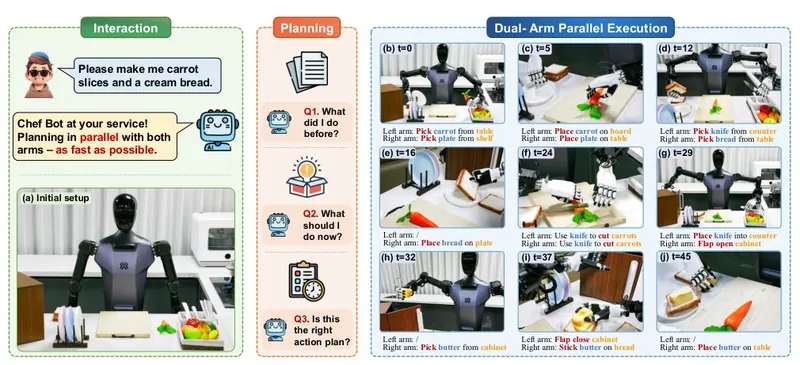 Interaction
Please make me carrot
slices and a cream bread.
Chef Bot at your service!
Planning in parallel with both
arms – as fast as possible.
AI
(a) Initial setup
Planning
Q1. What
did I do
before?
Q2. What
should I
do now?
Q3. Is this
the right
action plan?
Dual- Arm Parallel Execution
(b) t=0
Left arm: Pick carrot from table
Right arm: Pick plate from shelf
(c) t=5
Left arm: Place carrot on board
Right arm: Place plate on table
(d) t=12
Left arm: Pick knife from counter
Right arm: Pick bread from table
(e) t=16
Left arm: /
Right arm: Place bread on plate
(f) t=24
Left arm: Use knife to cut carrots
Right arm: Use knife to cut carrots
(g) t=29
Left arm: Place knife into counter
Right arm: Flap open cabinet
(h) t=32
Left arm: /
Right arm: Pick butter from cabinet
(i) t=37
Left arm: Flap close cabinet
Right arm: Stick butter on bread
(j) t=45
Left arm: /
Right arm: Place butter on table